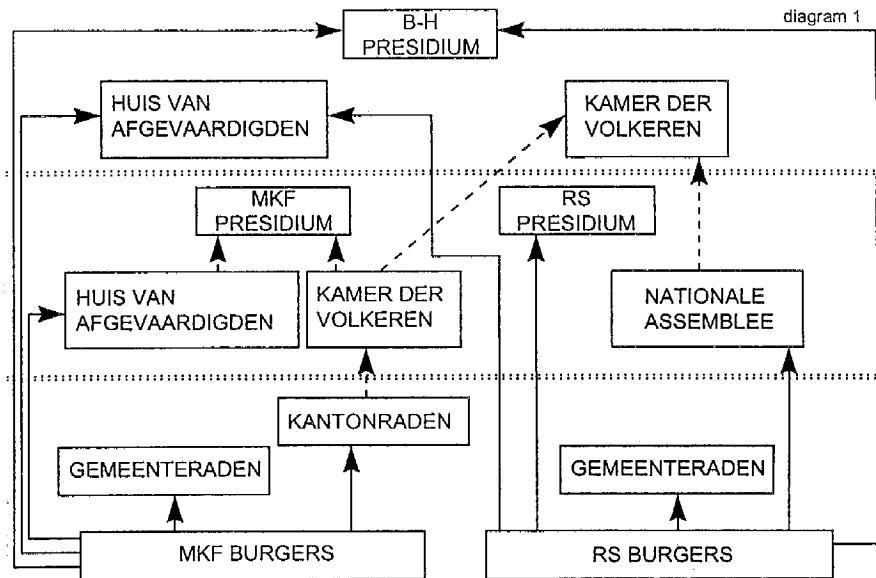 diagram 1
B-H
PRESIDIUM
HUIS VAN
AFGEVAARDIGDEN
KAMER DER
VOLKEREN
MKF
PRESIDIUM
RS
PRESIDIUM
HUIS VAN
AFGEVAARDIGDEN
KAMER DER
VOLKEREN
NATIONALE
ASSEMBLEE
KANTONRADEN
GEMEENTERADEN
GEMEENTERADEN
MKF BURGERS
RS BURGERS